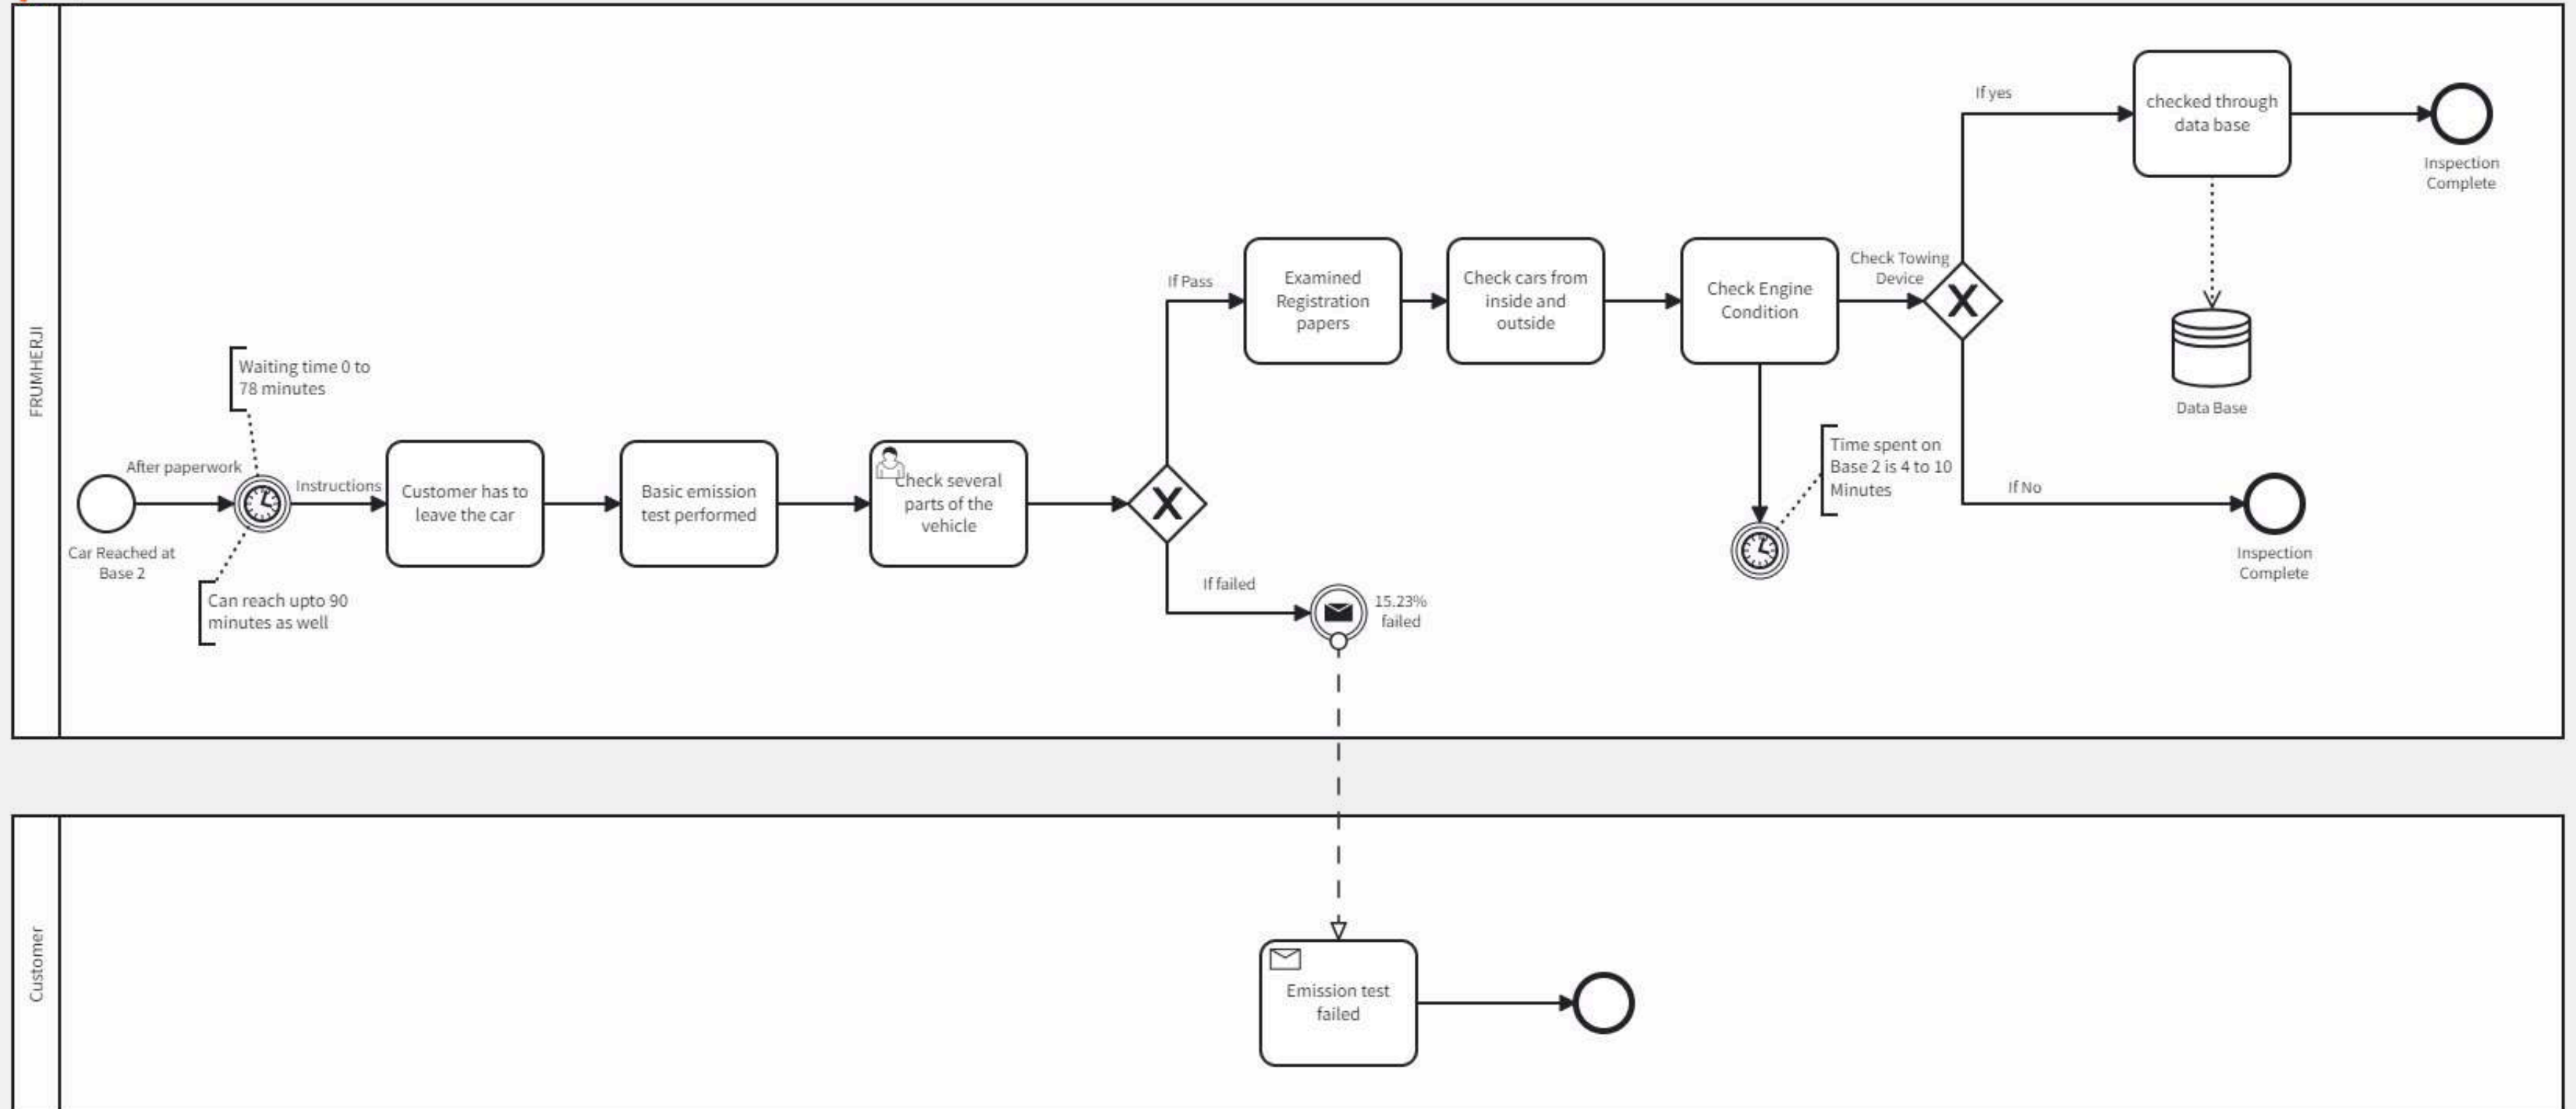 FRUMHERJI
If yes
checked through
data base
Inspection
Complete
If Pass
Examined
Registration
papers
Check cars from
inside and
outside
Check Engine
Condition
Check Towing
Device
Data Base
Waiting time 0 to
78 minutes
After paperwork
Instructions
Car Reached at
Base 2
Can reach upto 90
minutes as well
Customer has to
leave the car
Basic emission
test performed
Check several
parts of the
vehicle
If failed
15.23%
failed
Time spent on
Base 2 is 4 to 10
Minutes
If No
Inspection
Complete
Customer
Emission test
failed